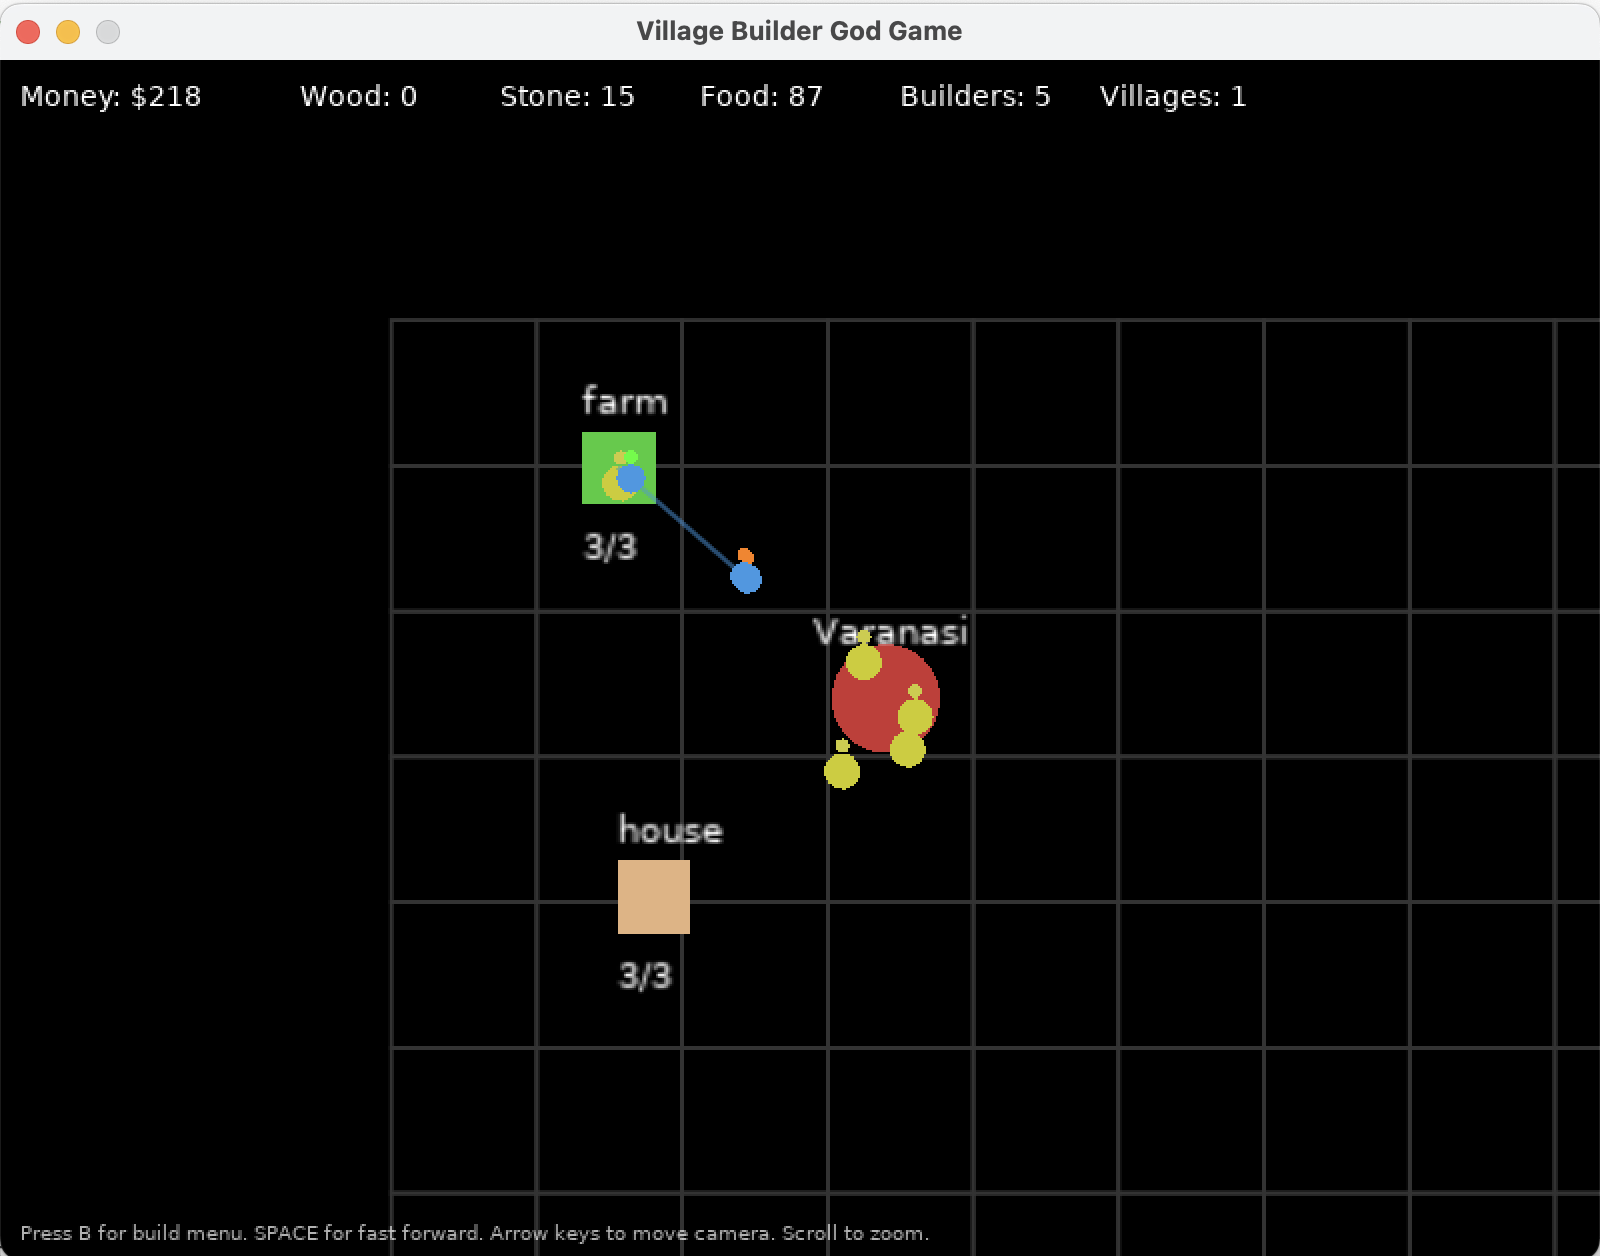 Village Builder God Game
Money: $218 Wood: 0 Stone: 15 Food: 87 Builders: 5 Villages: 1
farm
3/3
Varanasi
house
3/3
Press B for build menu. SPACE for fast forward. Arrow keys to move camera. Scroll to zoom.